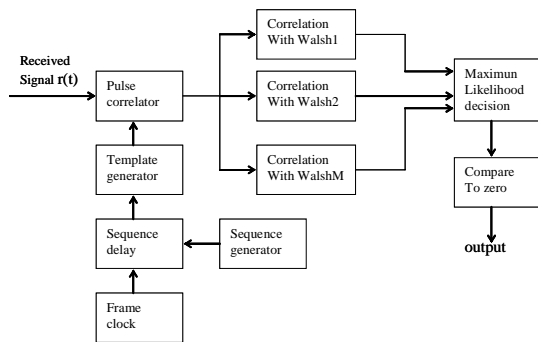 Received
Signal r(t)
Pulse
correlator
Template
generator
Sequence
delay
Sequence
generator
Frame
clock
Correlation
With Walsh1
Correlation
With Walsh2
Correlation
With WalshM
Maximun
Likelihood
decision
Compare
To zero
output